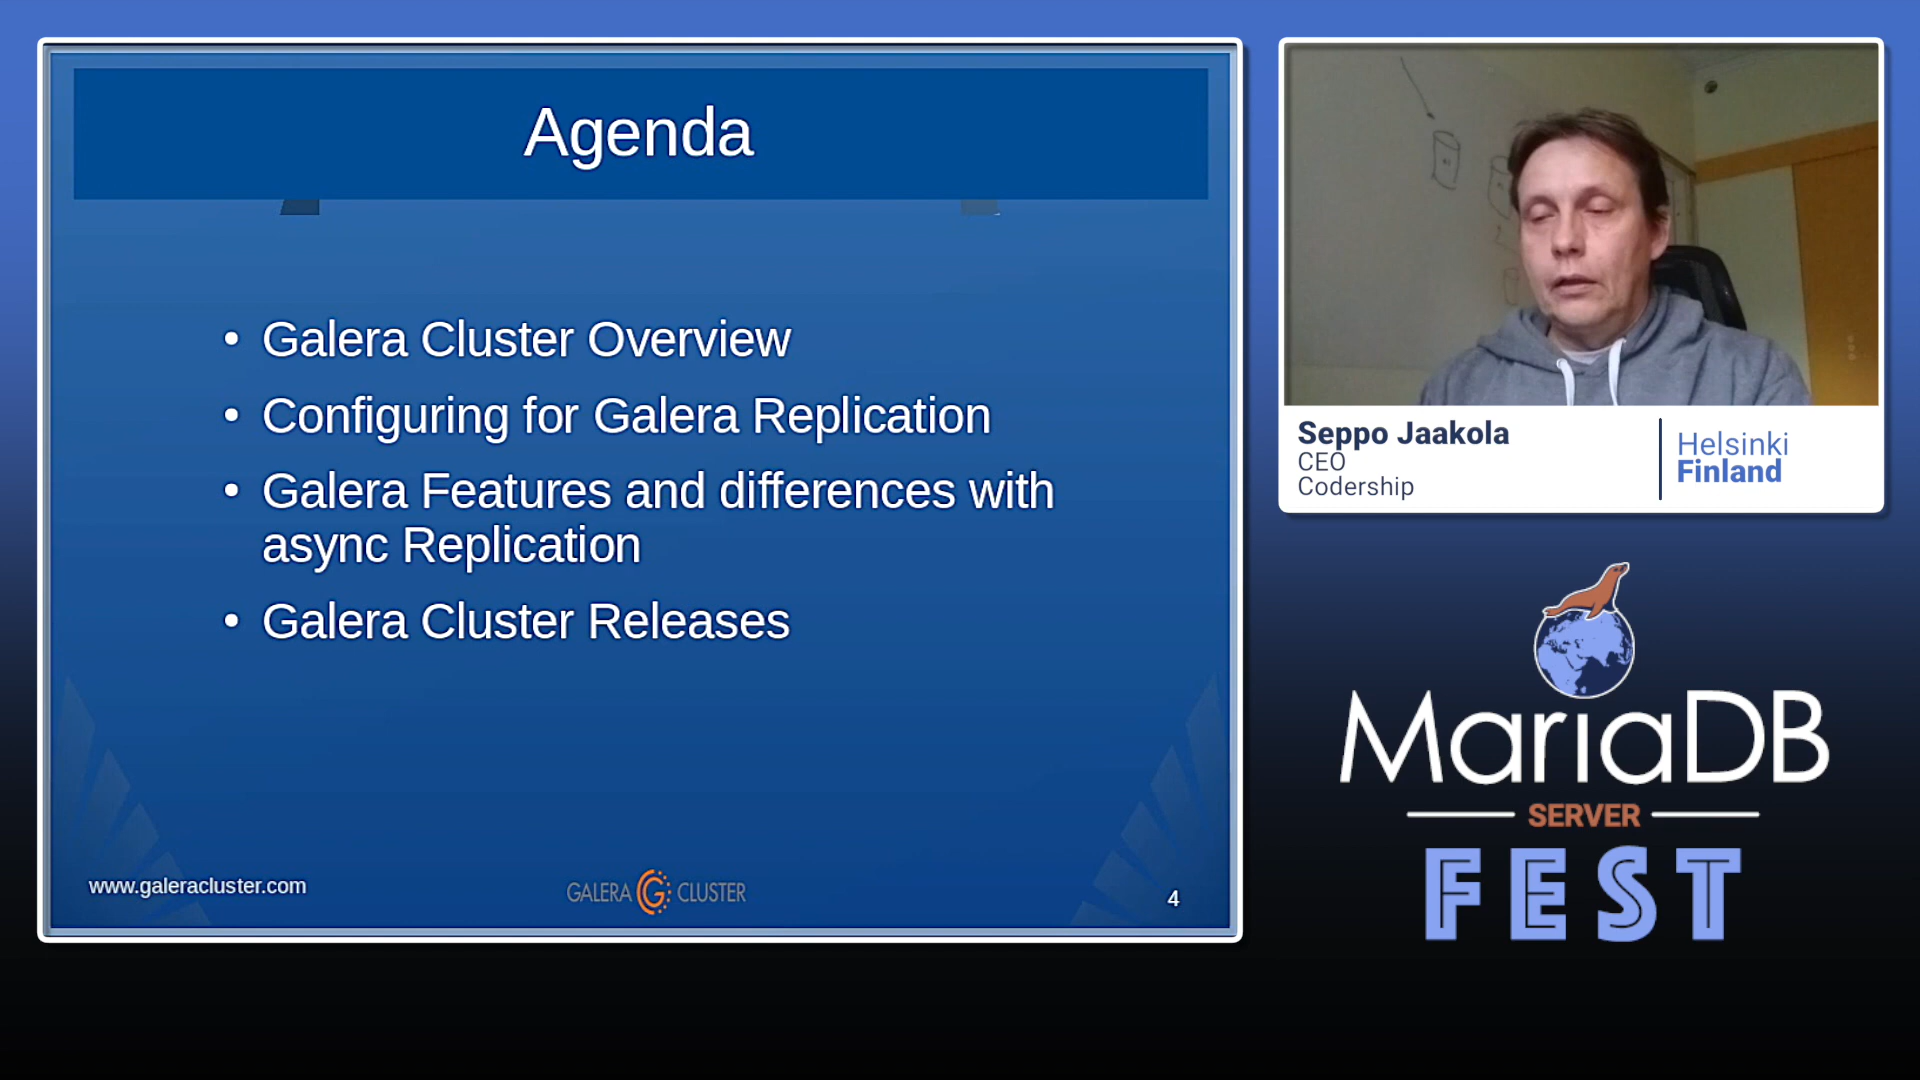 Agenda
• Galera Cluster Overview
• Configuring for Galera Replication
• Galera Features and differences with
async Replication
• Galera Cluster Releases
www.galeracluster.com
GALERA CLUSTER
4
Seppo Jaakola
CEO
Codership
Helsinki
Finland
MariaDB
SERVER
FEST